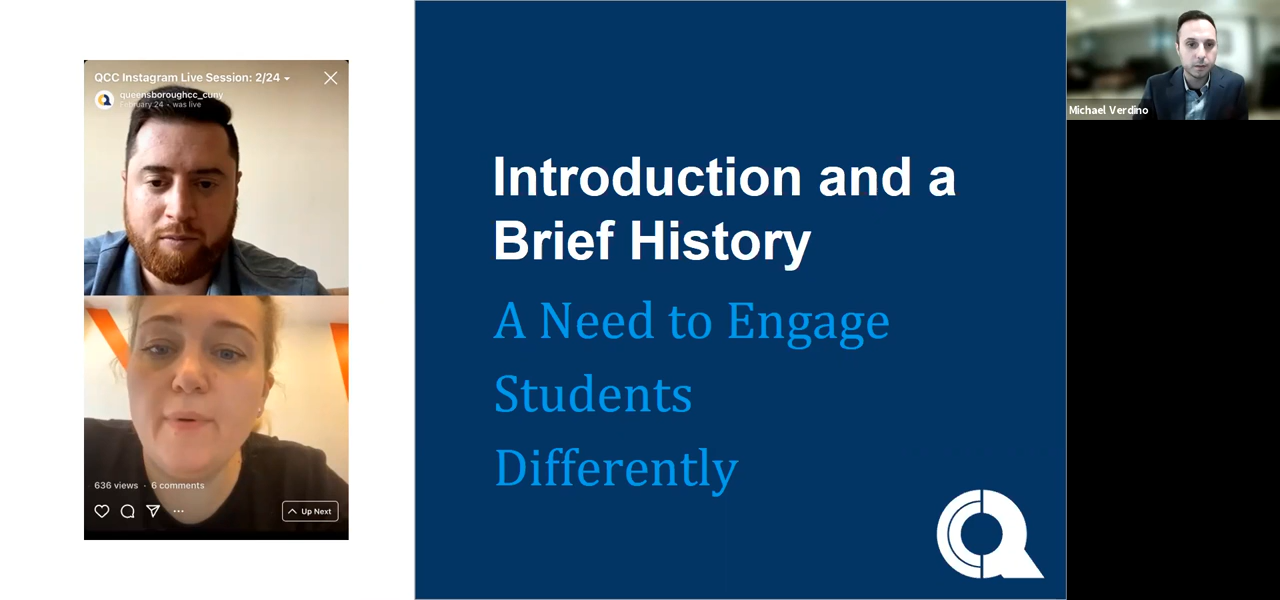 QCC Instagram Live Session: 2/24
queensboroughcc_cuny
February 24 · was live
636 views · 6 comments
Up Next
Introduction and a
Brief History
A Need to Engage
Students
Differently
Michael Verdino